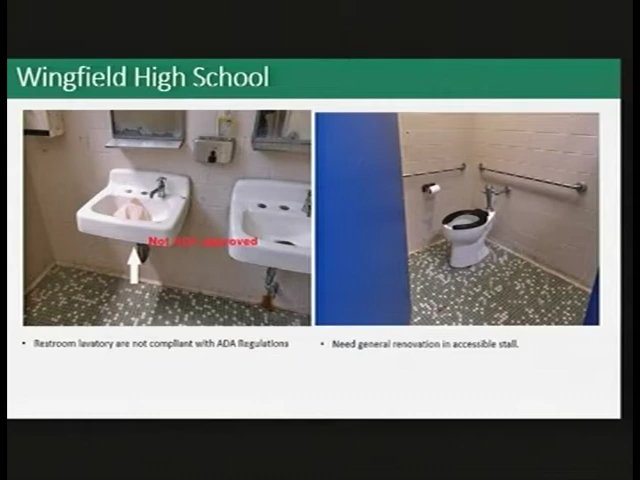 Wingfield High School
Not ADA approved
• Restroom lavatory are not compliant with ADA Regulations
• Need general renovation in accessible stall.